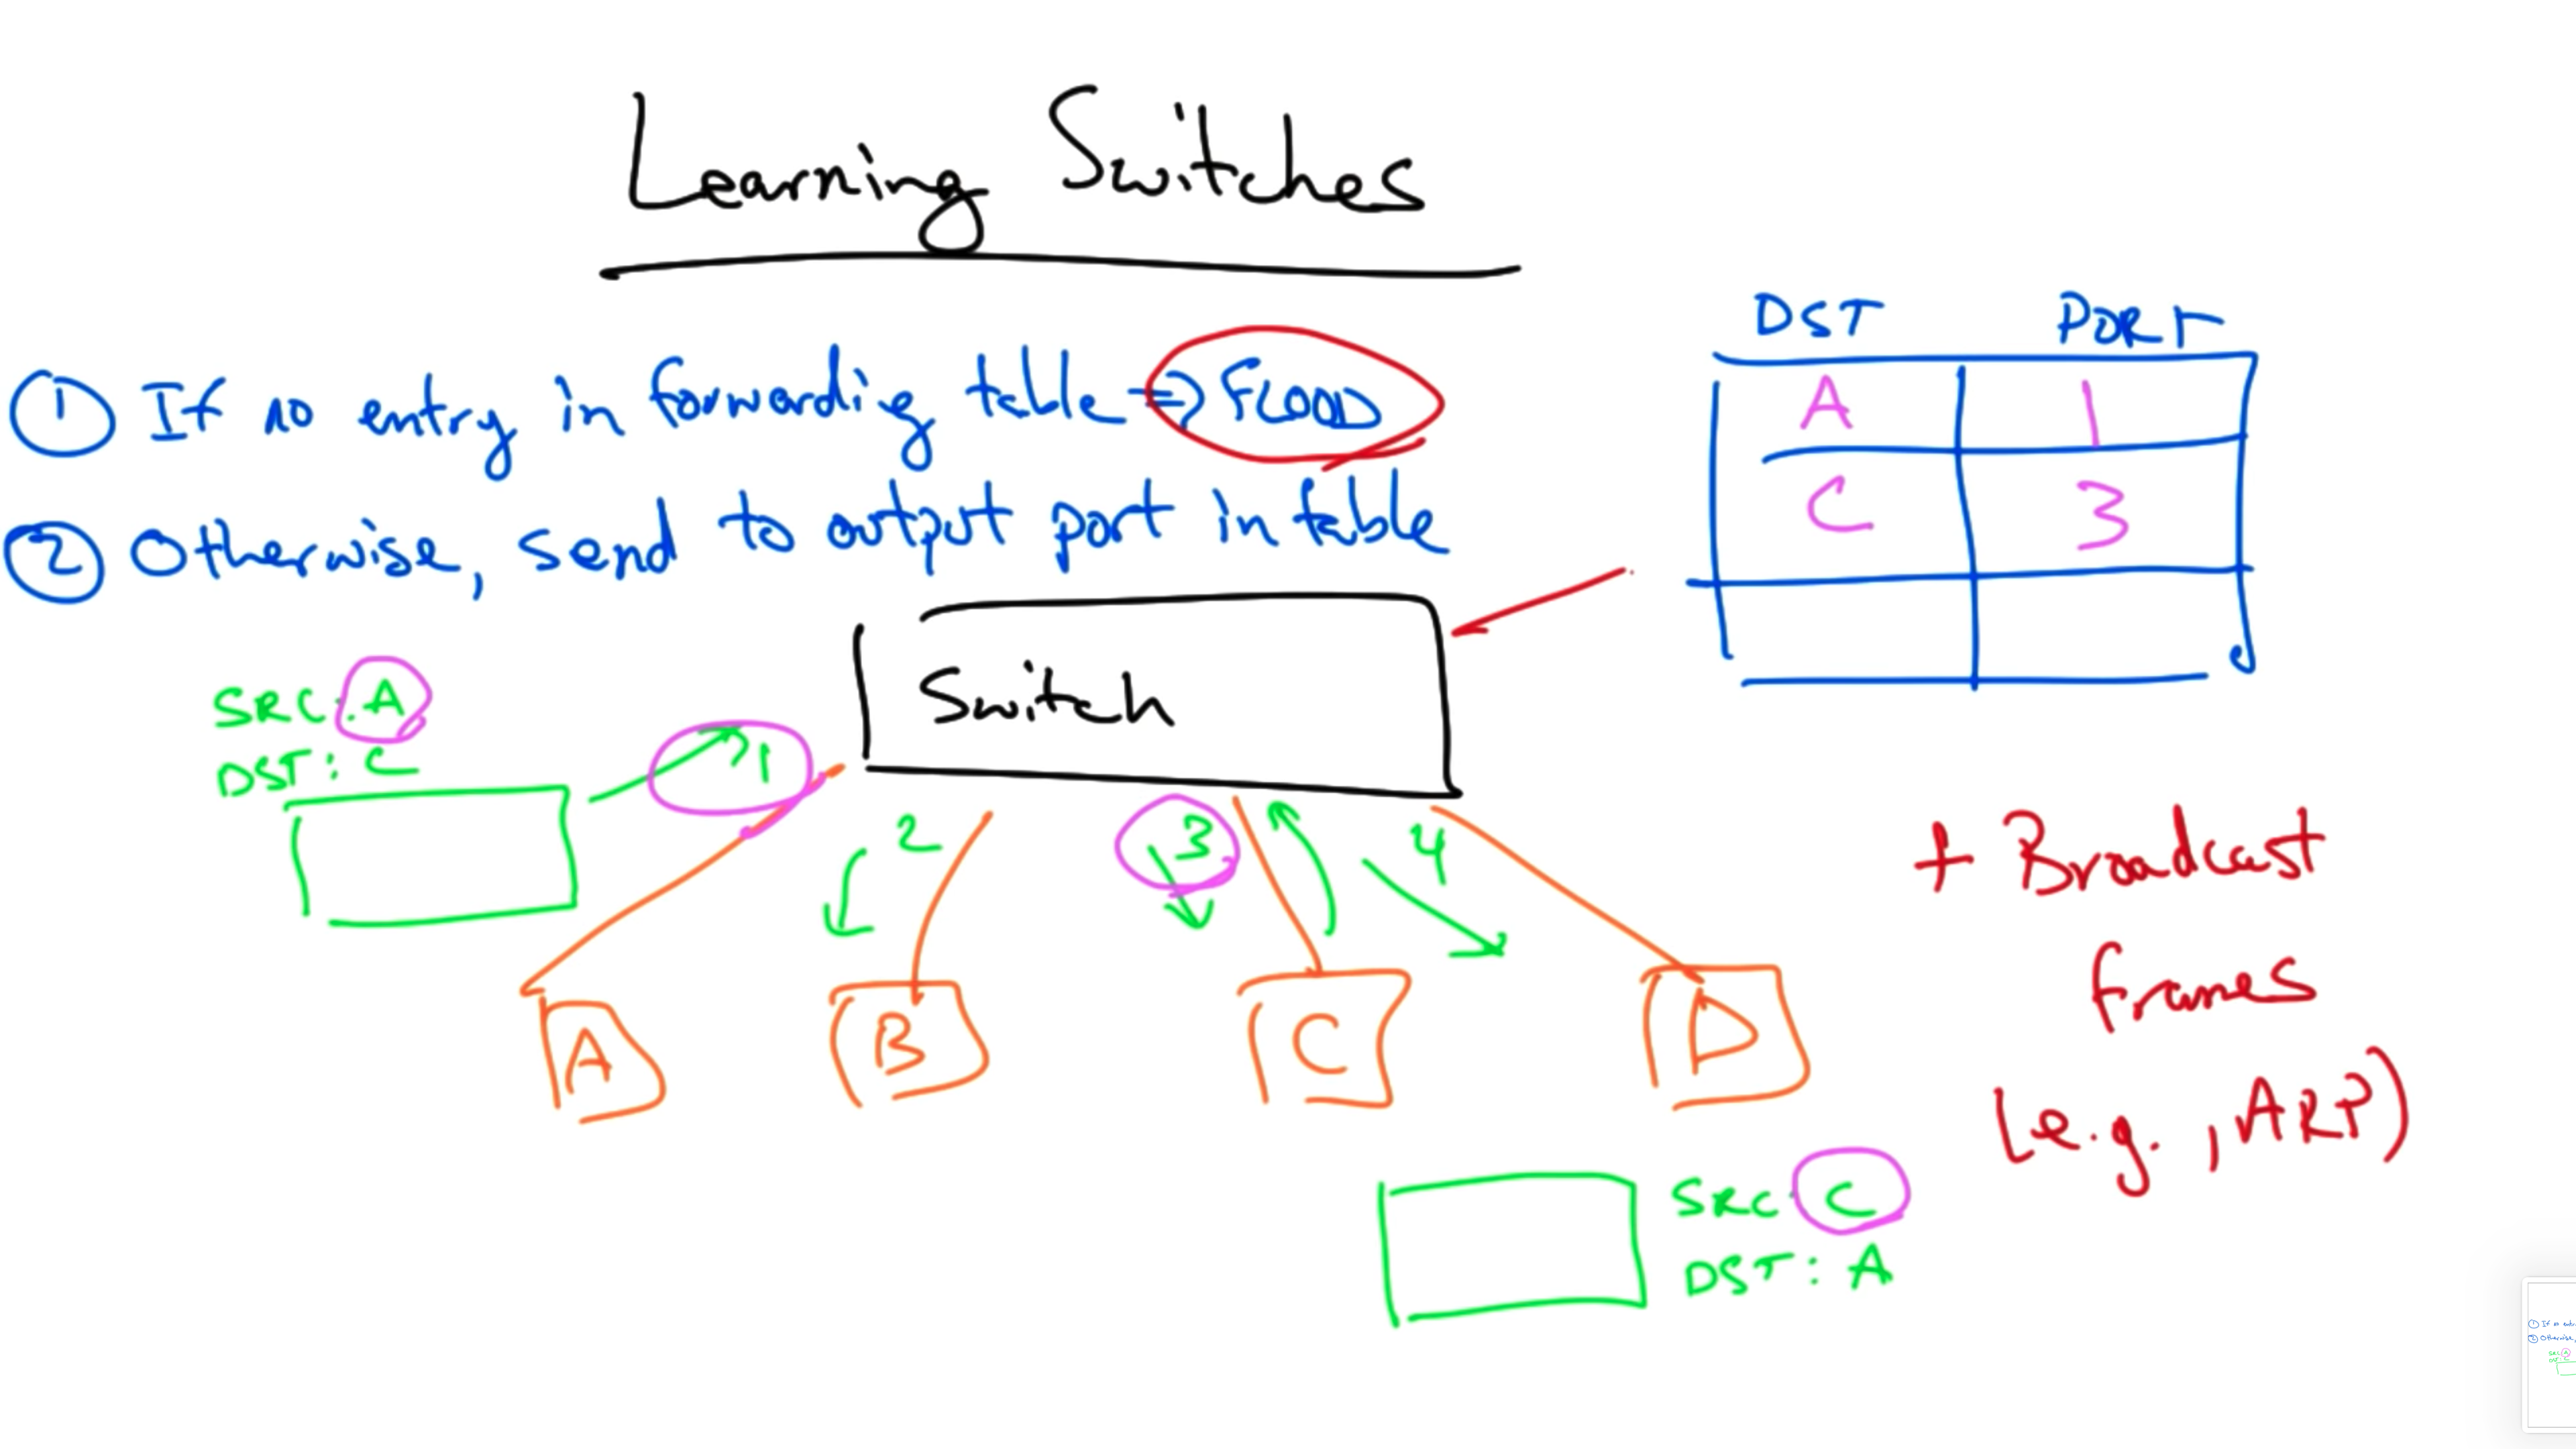 Learning Switches
① If no entry in forwarding table ⇒ FLOOD
② Otherwise, send to output port in table
DST PORT
A 1
C 3
Switch
SRC: A
DST: C
1
2
3
4
A
B
C
D
+ Broadcast
frames
(e.g., ARP)
SRC C
DST: A